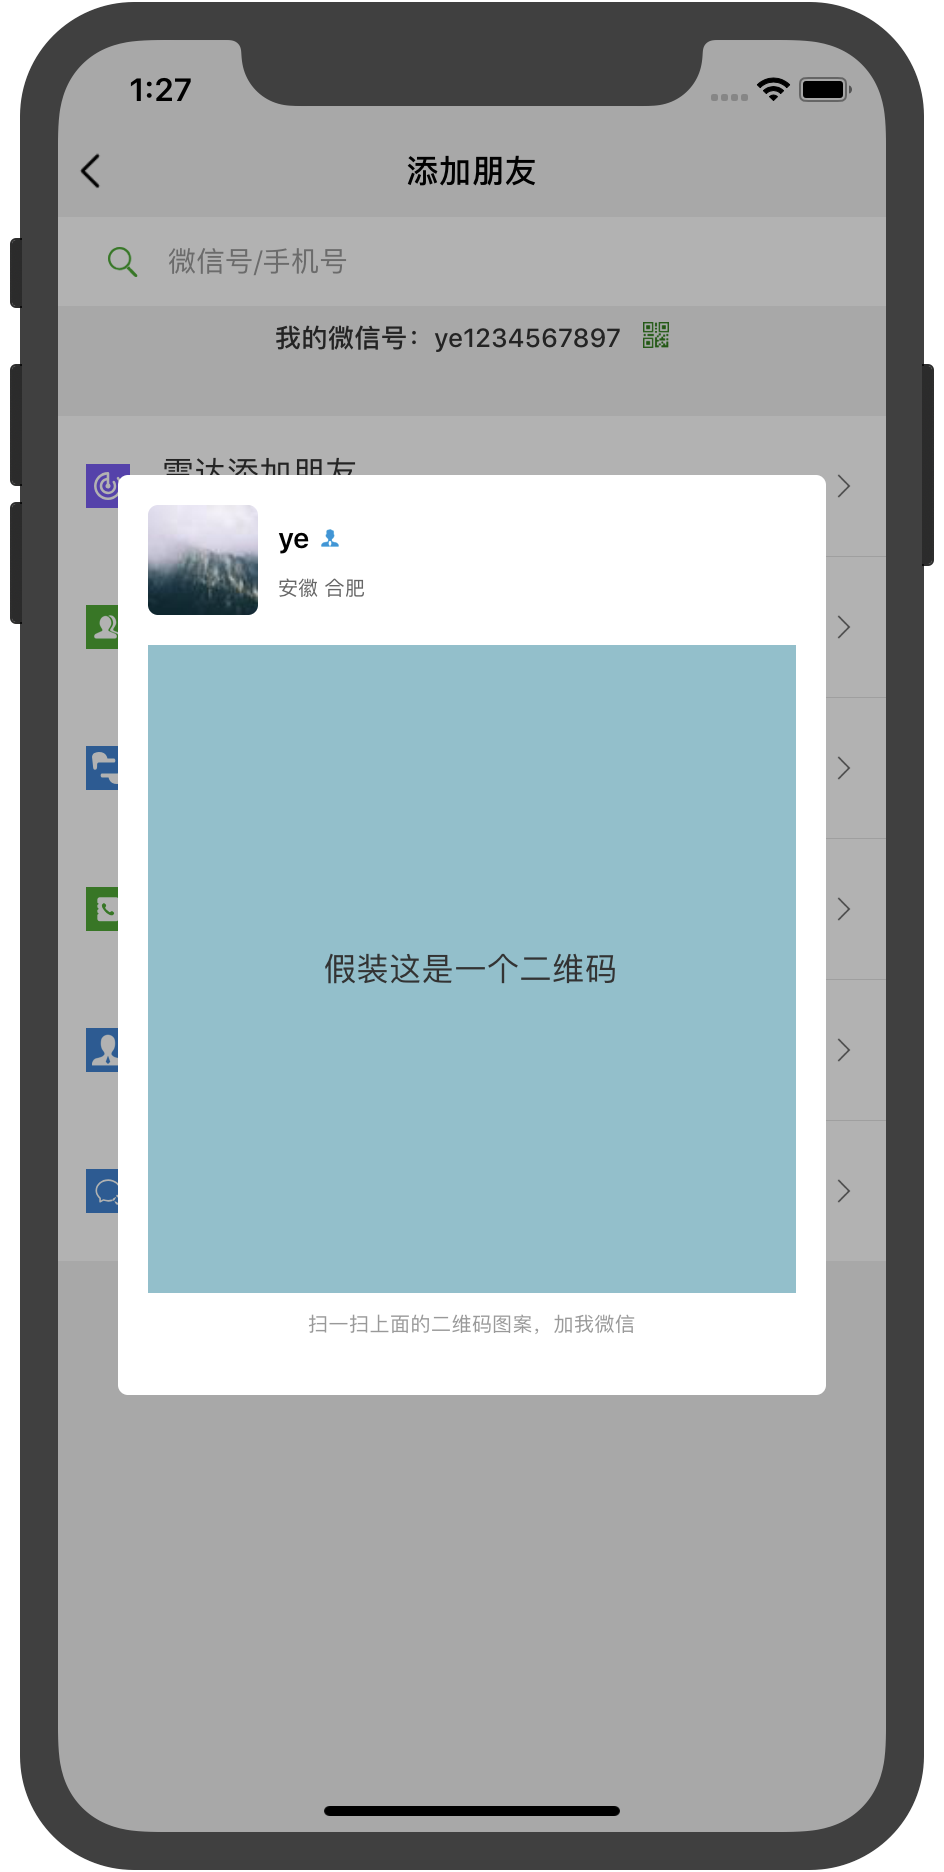 1:27
添加朋友
微信号/手机号
我的微信号：ye1234567897
雷达添加朋友
ye
安徽 合肥
假装这是一个二维码
扫一扫上面的二维码图案，加我微信